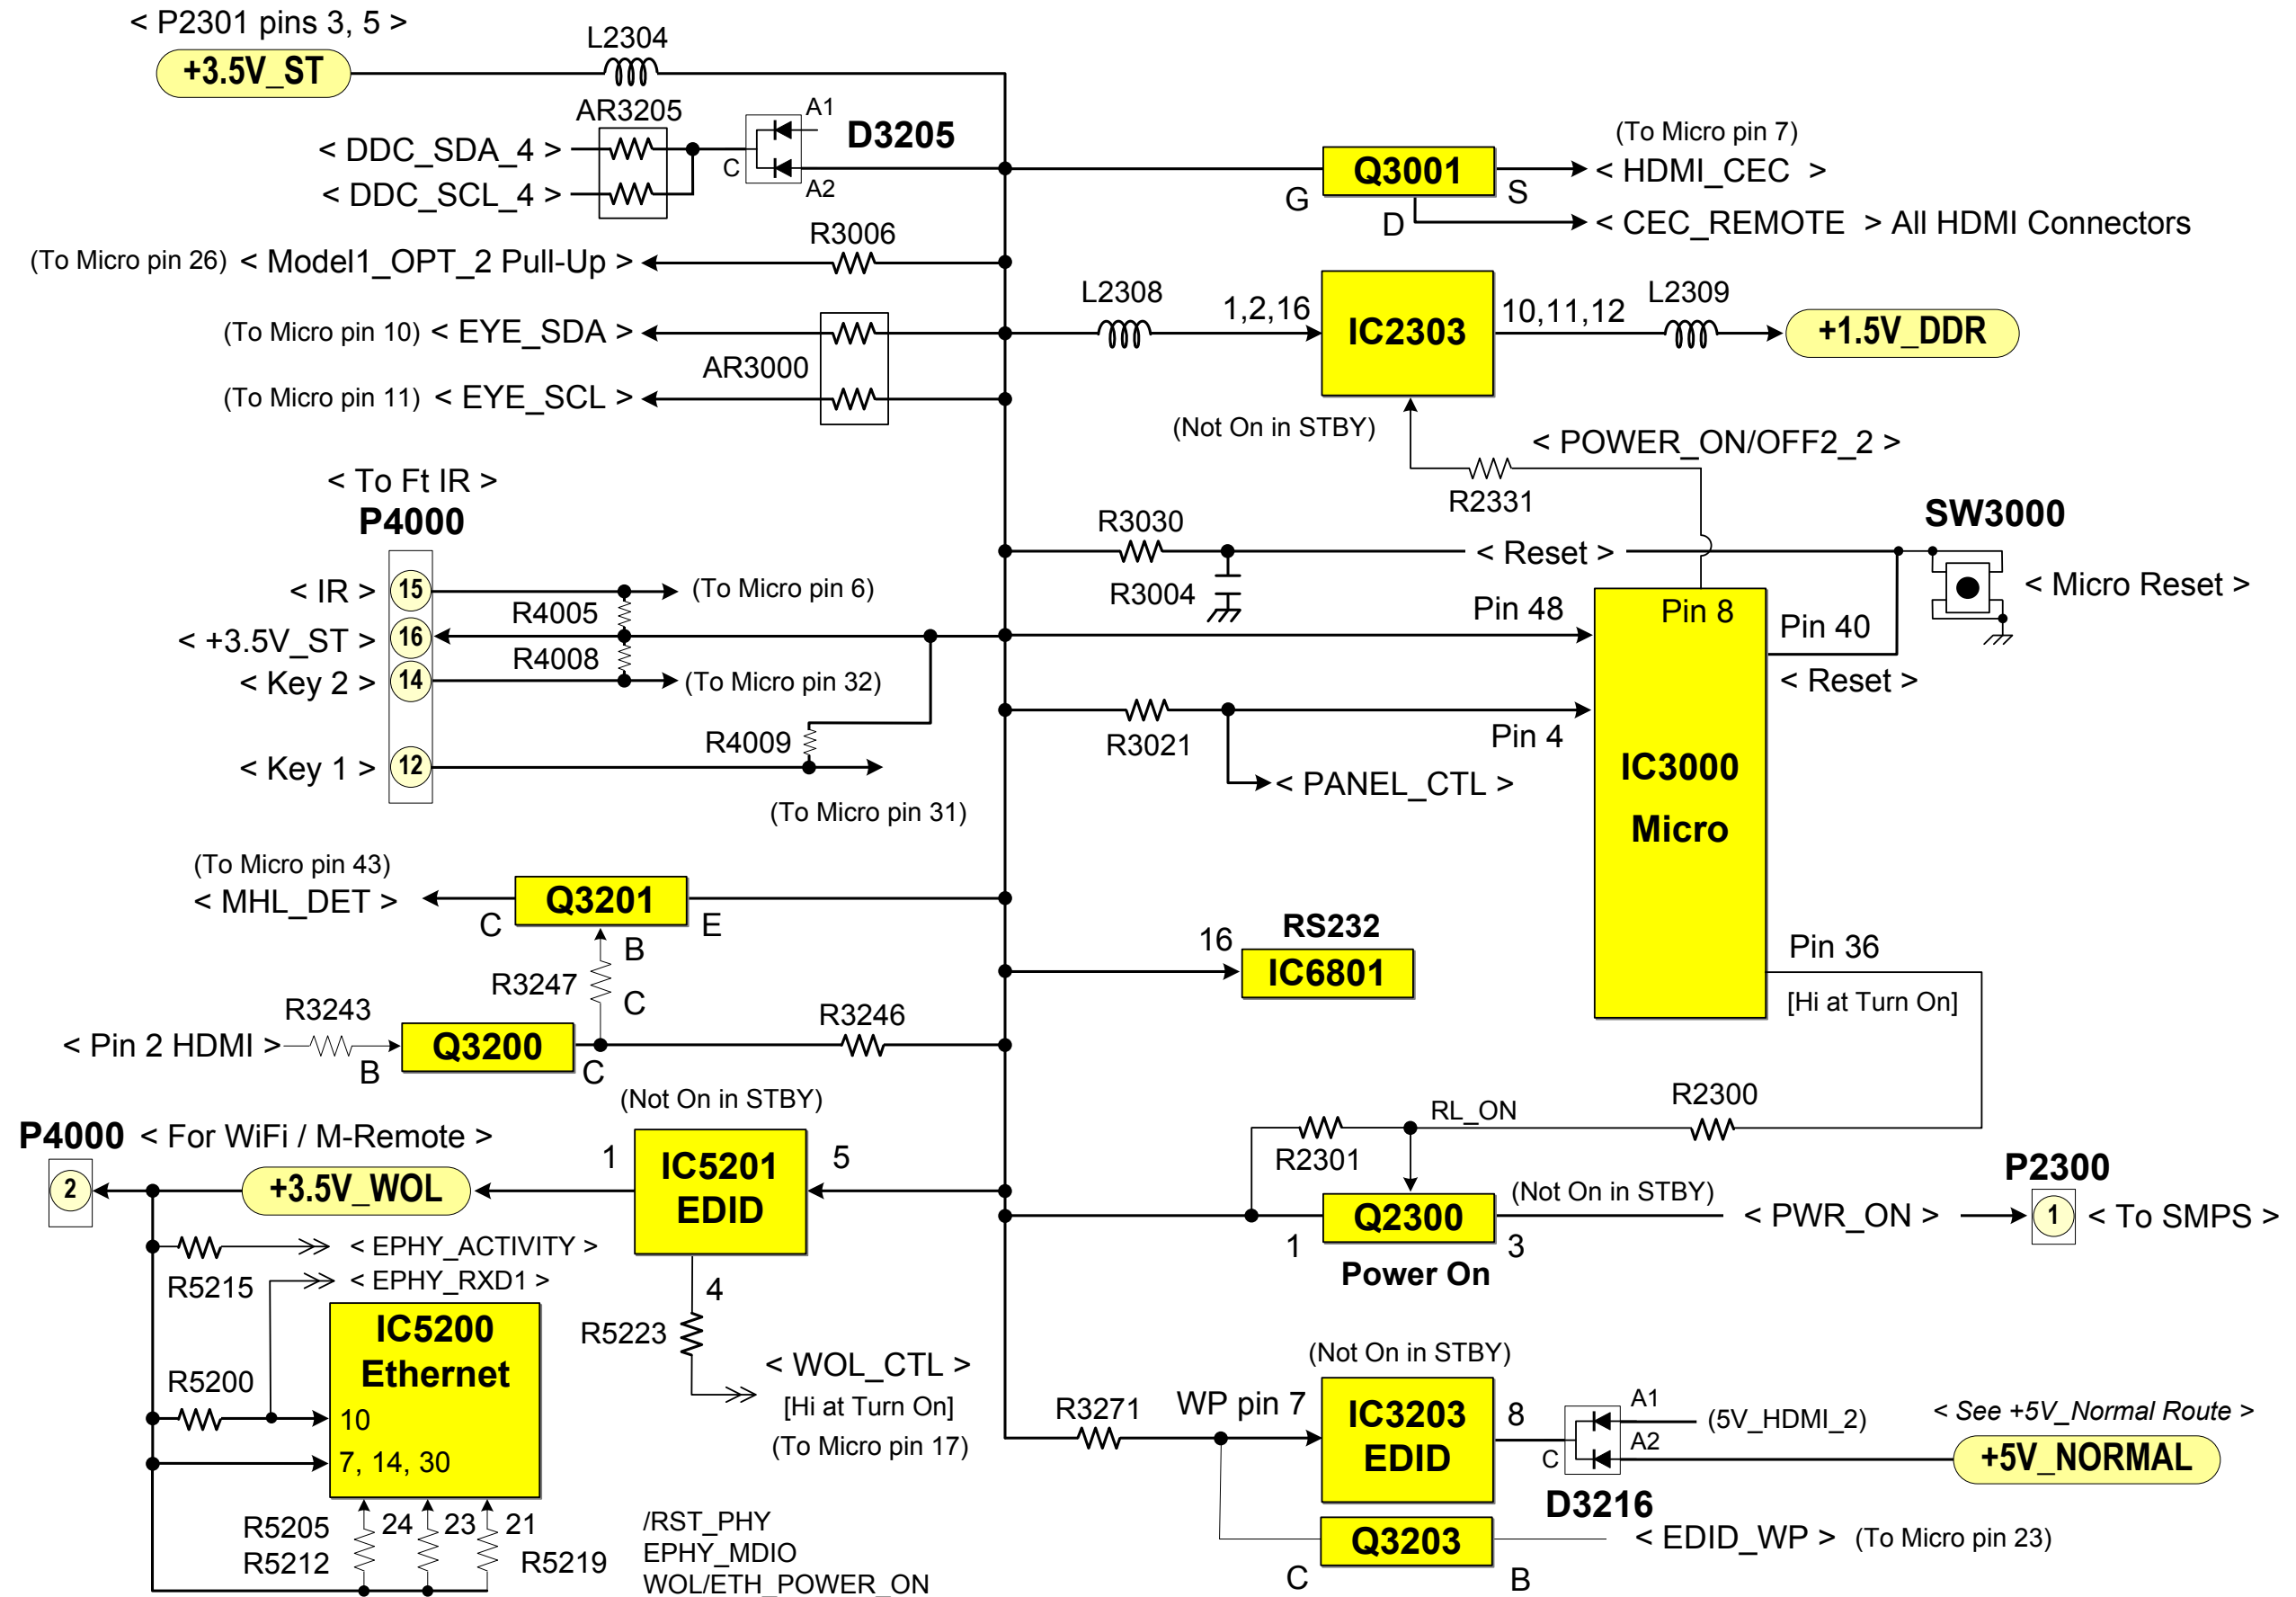 < P2301 pins 3, 5 >
+3.5V_ST
L2304
AR3205
A1
D3205
< DDC_SDA_4 >
C
< DDC_SCL_4 >
A2
(To Micro pin 7)
Q3001
< HDMI_CEC >
G
S
D
< CEC_REMOTE > All HDMI Connectors
R3006
(To Micro pin 26) < Model1_OPT_2 Pull-Up >
L2308
1,2,16
IC2303
10,11,12
L2309
+1.5V_DDR
(To Micro pin 10) < EYE_SDA >
AR3000
(To Micro pin 11) < EYE_SCL >
(Not On in STBY)
< POWER_ON/OFF2_2 >
R2331
< To Ft IR >
P4000
R3030
< Reset >
SW3000
R3004
< Micro Reset >
< IR >
15
(To Micro pin 6)
R4005
< +3.5V_ST >
16
R4008
< Key 2 >
14
(To Micro pin 32)
Pin 48
Pin 8
Pin 40
< Reset >
R4009
R3021
Pin 4
< Key 1 >
12
(To Micro pin 31)
< PANEL_CTL >
IC3000
Micro
(To Micro pin 43)
< MHL_DET >
Q3201
C
E
B
RS232
16
IC6801
Pin 36
[Hi at Turn On]
R3247
C
R3243
R3246
< Pin 2 HDMI >
Q3200
B
C
(Not On in STBY)
P4000 < For WiFi / M-Remote >
2
+3.5V_WOL
1
IC5201
EDID
5
4
R2300
RL_ON
R2301
(Not On in STBY)
P2300
Q2300
< PWR_ON >
1
< To SMPS >
1
3
Power On
< EPHY_ACTIVITY >
R5215
< EPHY_RXD1 >
IC5200
Ethernet
R5200
10
7, 14, 30
R5223
< WOL_CTL >
[Hi at Turn On]
(To Micro pin 17)
R5205
R5212
24
23
21
R5219
/RST_PHY
EPHY_MDIO
WOL/ETH_POWER_ON
(Not On in STBY)
R3271
WP pin 7
IC3203
EDID
8
A1
(5V_HDMI_2)
< See +5V_Normal Route >
A2
C
+5V_NORMAL
D3216
Q3203
C
B
< EDID_WP > (To Micro pin 23)